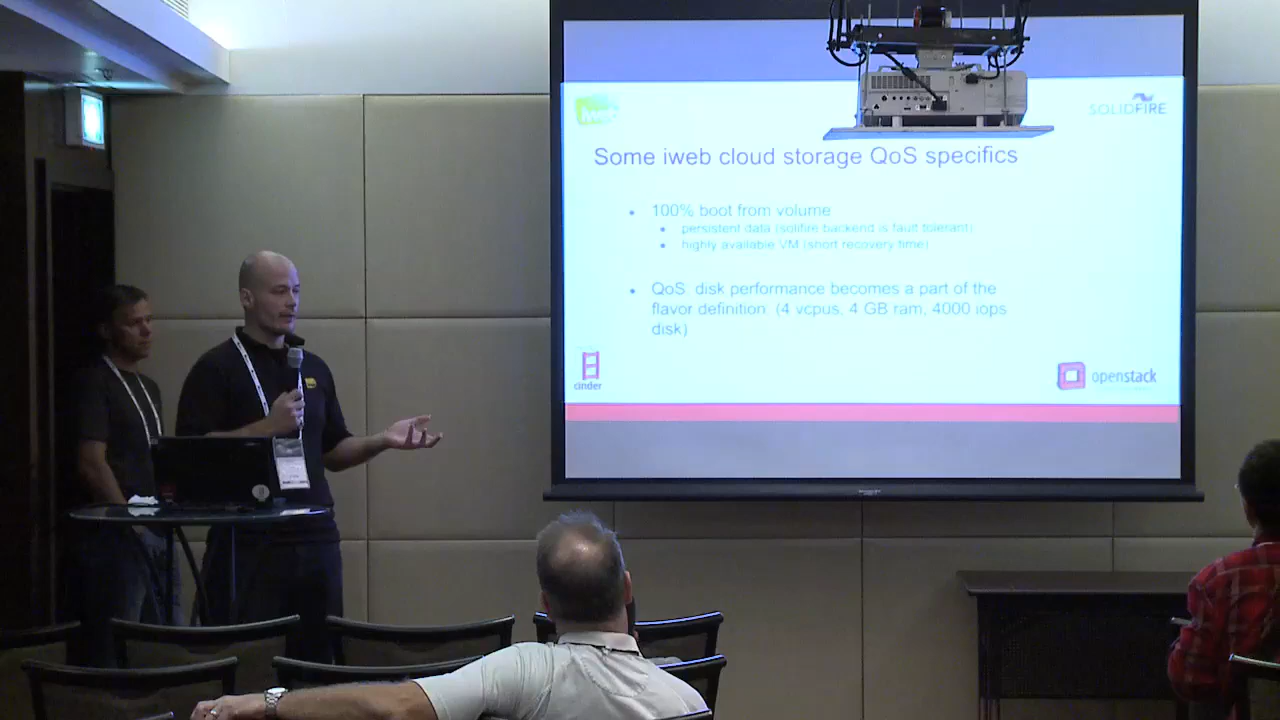 iweb
SOLIDFIRE
Some iweb cloud storage QoS specifics
• 100% boot from volume
• persistent data (solifire backend is fault tolerant)
• highly available VM (short recovery time)
• QoS disk performance becomes a part of the
flavor definition (4 vcpus, 4 GB ram, 4000 iops
disk)
cinder
openstack